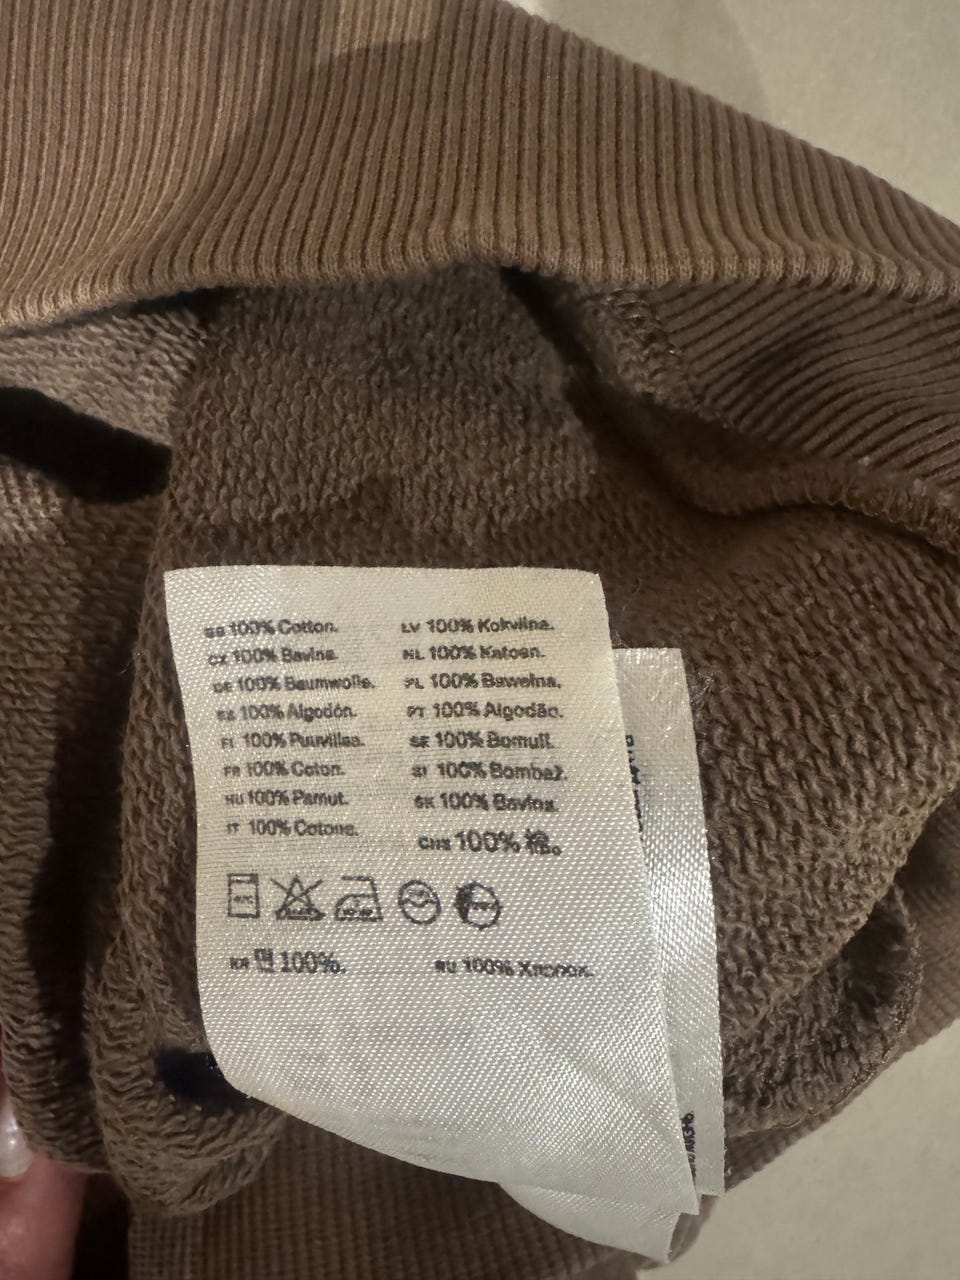 GB 100% Cotton.
CZ 100% Bavlna.
DE 100% Baumwolle.
ES 100% Algodón.
FI 100% Puuvillaa.
FR 100% Coton.
HU 100% Pamut.
IT 100% Cotone.
LV 100% Kokvilna.
NL 100% Katoen.
PL 100% Bawełna.
PT 100% Algodão.
SE 100% Bomull.
SI 100% Bombaž.
SK 100% Bavlna.
CHS 100% 棉。
KR 면 100%.
RU 100% Хлопок.